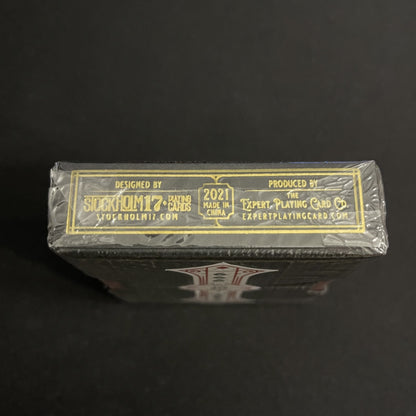 DESIGNED BY
STOCKHOLM17 PLAYING CARDS
STOCKHOLM17.COM
2021
MADE IN
CHINA
PRODUCED BY
THE
EXPERT PLAYING CARD CO.
EXPERTPLAYINGCARD.COM